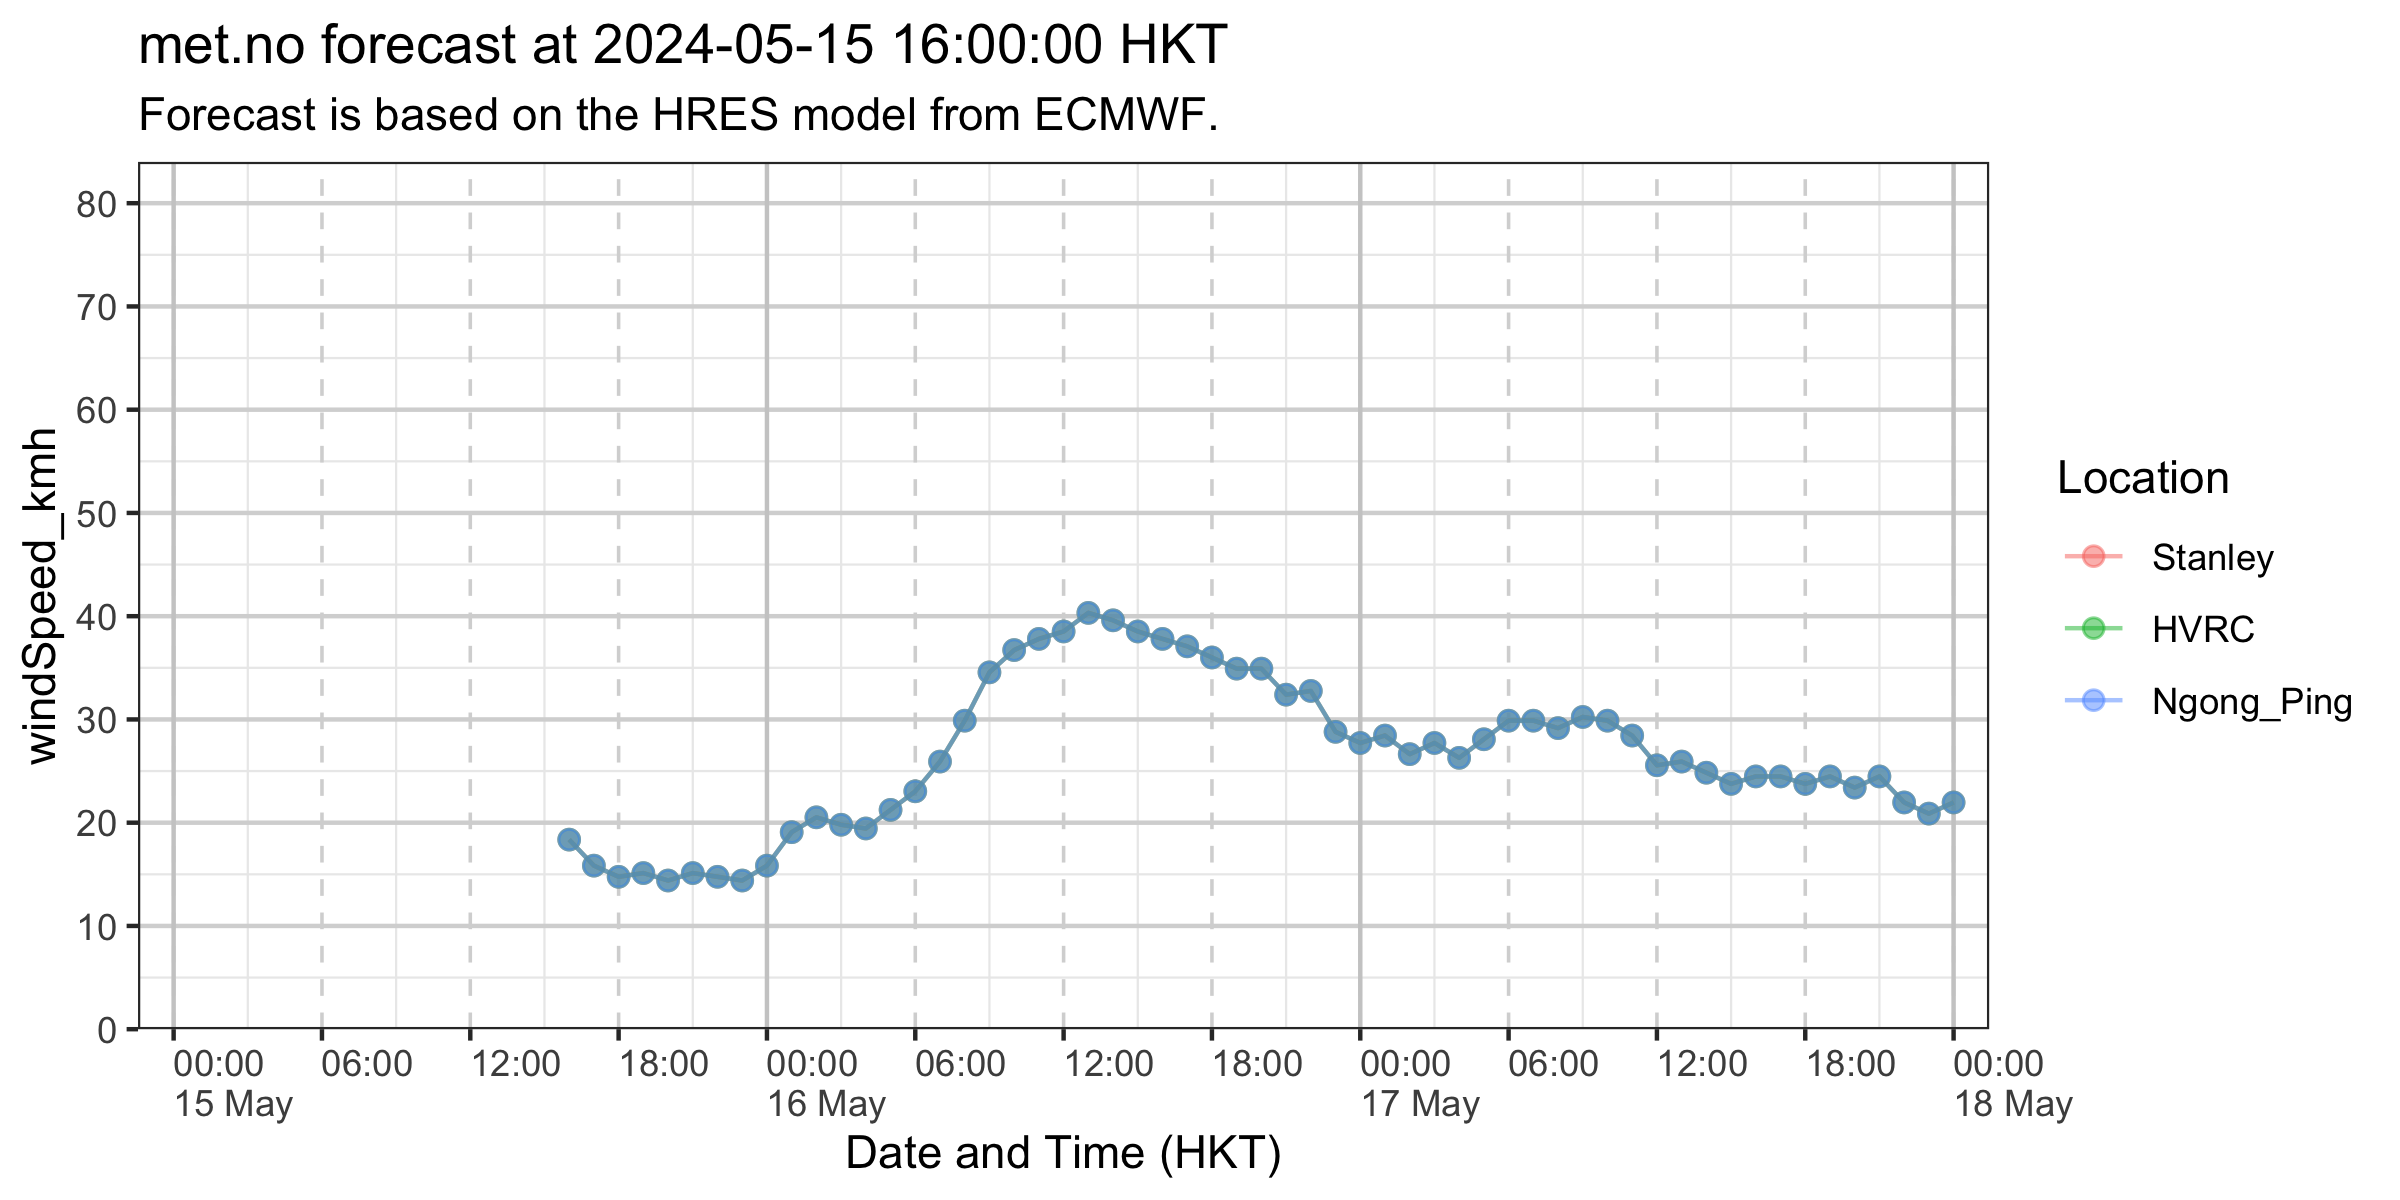 met.no forecast at 2024-05-15 16:00:00 HKT
Forecast is based on the HRES model from ECMWF.
windSpeed_kmh
80
70
60
50
40
30
20
10
0
00:00 06:00 12:00 18:00 00:00 06:00 12:00 18:00 00:00 06:00 12:00 18:00 00:00
15 May 16 May 17 May 18 May
Date and Time (HKT)
Location
Stanley
HVRC
Ngong_Ping